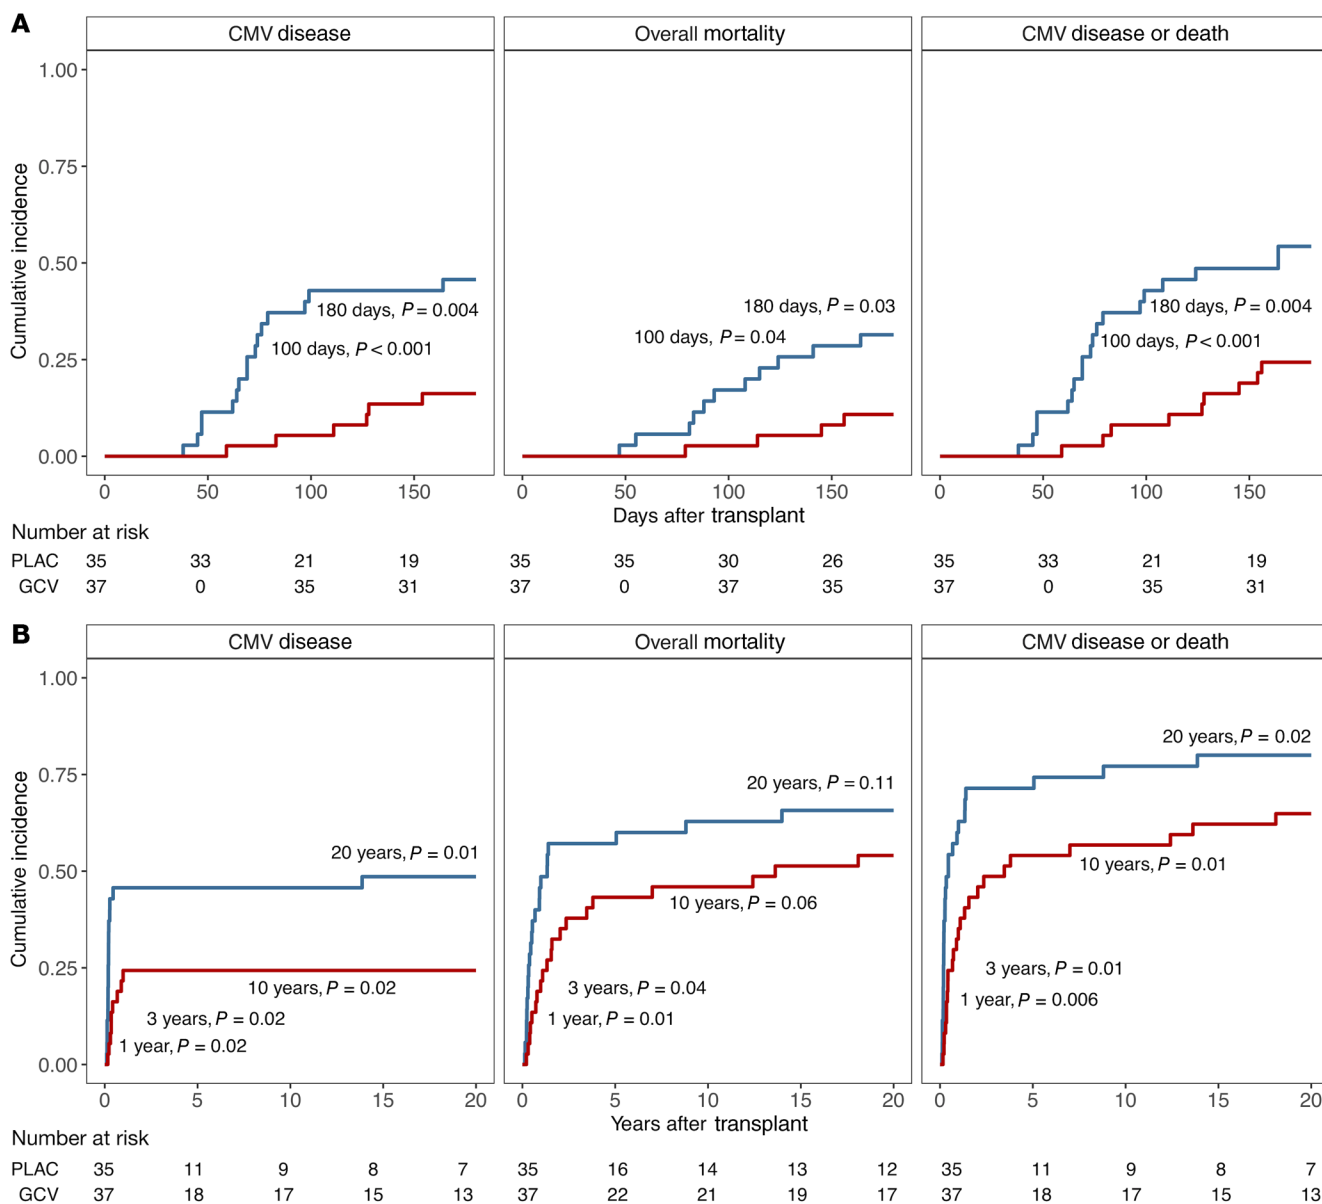 A
CMV disease
Overall mortality
CMV disease or death
Cumulative incidence
1.00
0.75
0.50
0.25
0.00
180 days, P = 0.004
100 days, P < 0.001
180 days, P = 0.03
100 days, P = 0.04
180 days, P = 0.004
100 days, P < 0.001
0 50 100 150
0 50 100 150
0 50 100 150
Days after transplant
Number at risk
PLAC 35 33 21 19 35 35 30 26 35 33 21 19
GCV 37 0 35 31 37 0 37 35 37 0 35 31
B
CMV disease
Overall mortality
CMV disease or death
Cumulative incidence
1.00
0.75
0.50
0.25
0.00
20 years, P = 0.01
10 years, P = 0.02
3 years, P = 0.02
1 year, P = 0.02
20 years, P = 0.11
10 years, P = 0.06
3 years, P = 0.04
1 year, P = 0.01
20 years, P = 0.02
10 years, P = 0.01
3 years, P = 0.01
1 year, P = 0.006
0 5 10 15 20
0 5 10 15 20
0 5 10 15 20
Years after transplant
Number at risk
PLAC 35 11 9 8 7 35 16 14 13 12 35 11 9 8 7
GCV 37 18 17 15 13 37 22 21 19 17 37 18 17 15 13